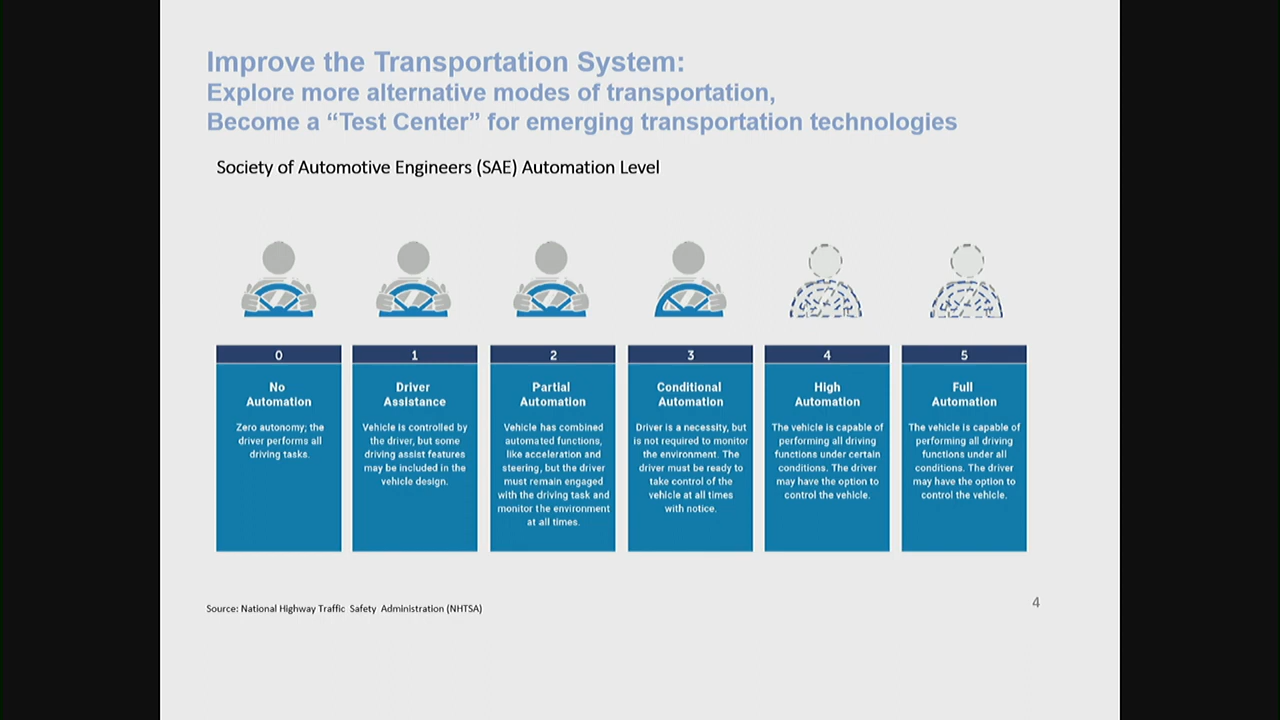 Improve the Transportation System:
Explore more alternative modes of transportation,
Become a “Test Center” for emerging transportation technologies
Society of Automotive Engineers (SAE) Automation Level
0
No
Automation
Zero autonomy; the
driver performs all
driving tasks.
1
Driver
Assistance
Vehicle is controlled by
the driver, but some
driving assist features
may be included in the
vehicle design.
2
Partial
Automation
Vehicle has combined
automated functions,
like acceleration and
steering, but the driver
must remain engaged
with the driving task and
monitor the environment
at all times.
3
Conditional
Automation
Driver is a necessity, but
is not required to monitor
the environment. The
driver must be ready to
take control of the
vehicle at all times
with notice.
4
High
Automation
The vehicle is capable of
performing all driving
functions under certain
conditions. The driver
may have the option to
control the vehicle.
5
Full
Automation
The vehicle is capable of
performing all driving
functions under all
conditions. The driver
may have the option to
control the vehicle.
Source: National Highway Traffic Safety Administration (NHTSA)
4